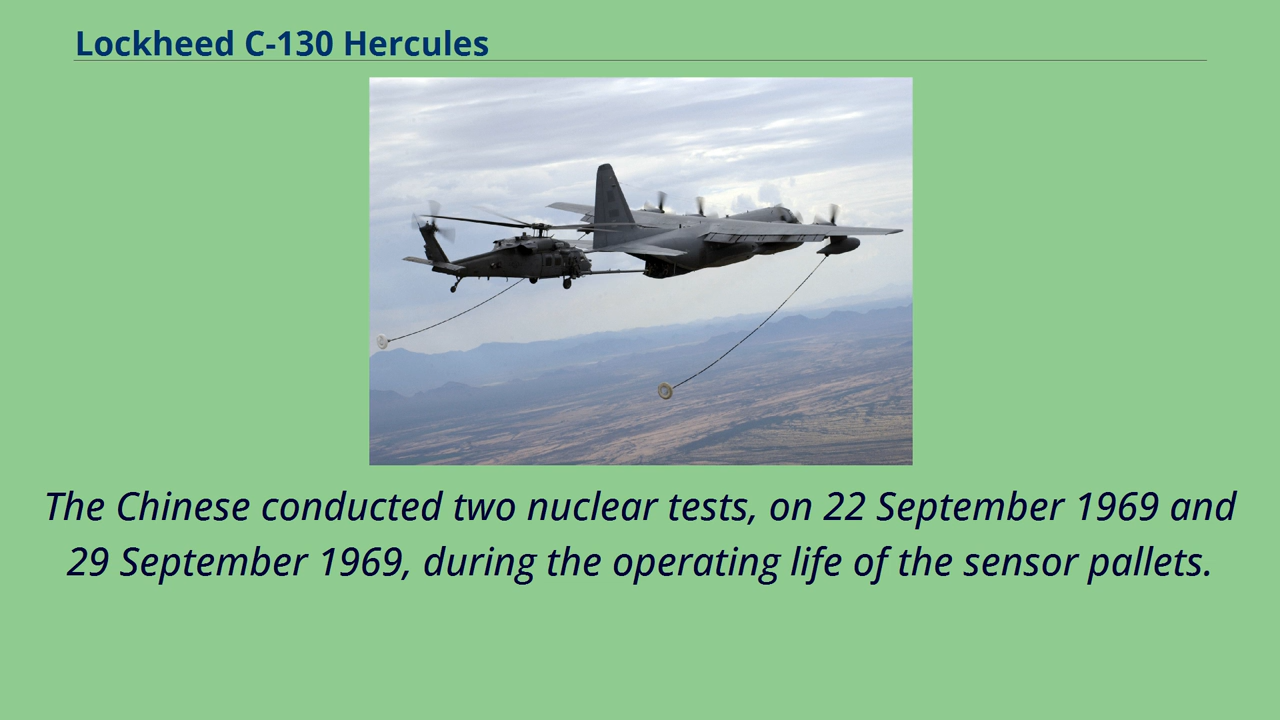 Lockheed C-130 Hercules
The Chinese conducted two nuclear tests, on 22 September 1969 and
29 September 1969, during the operating life of the sensor pallets.